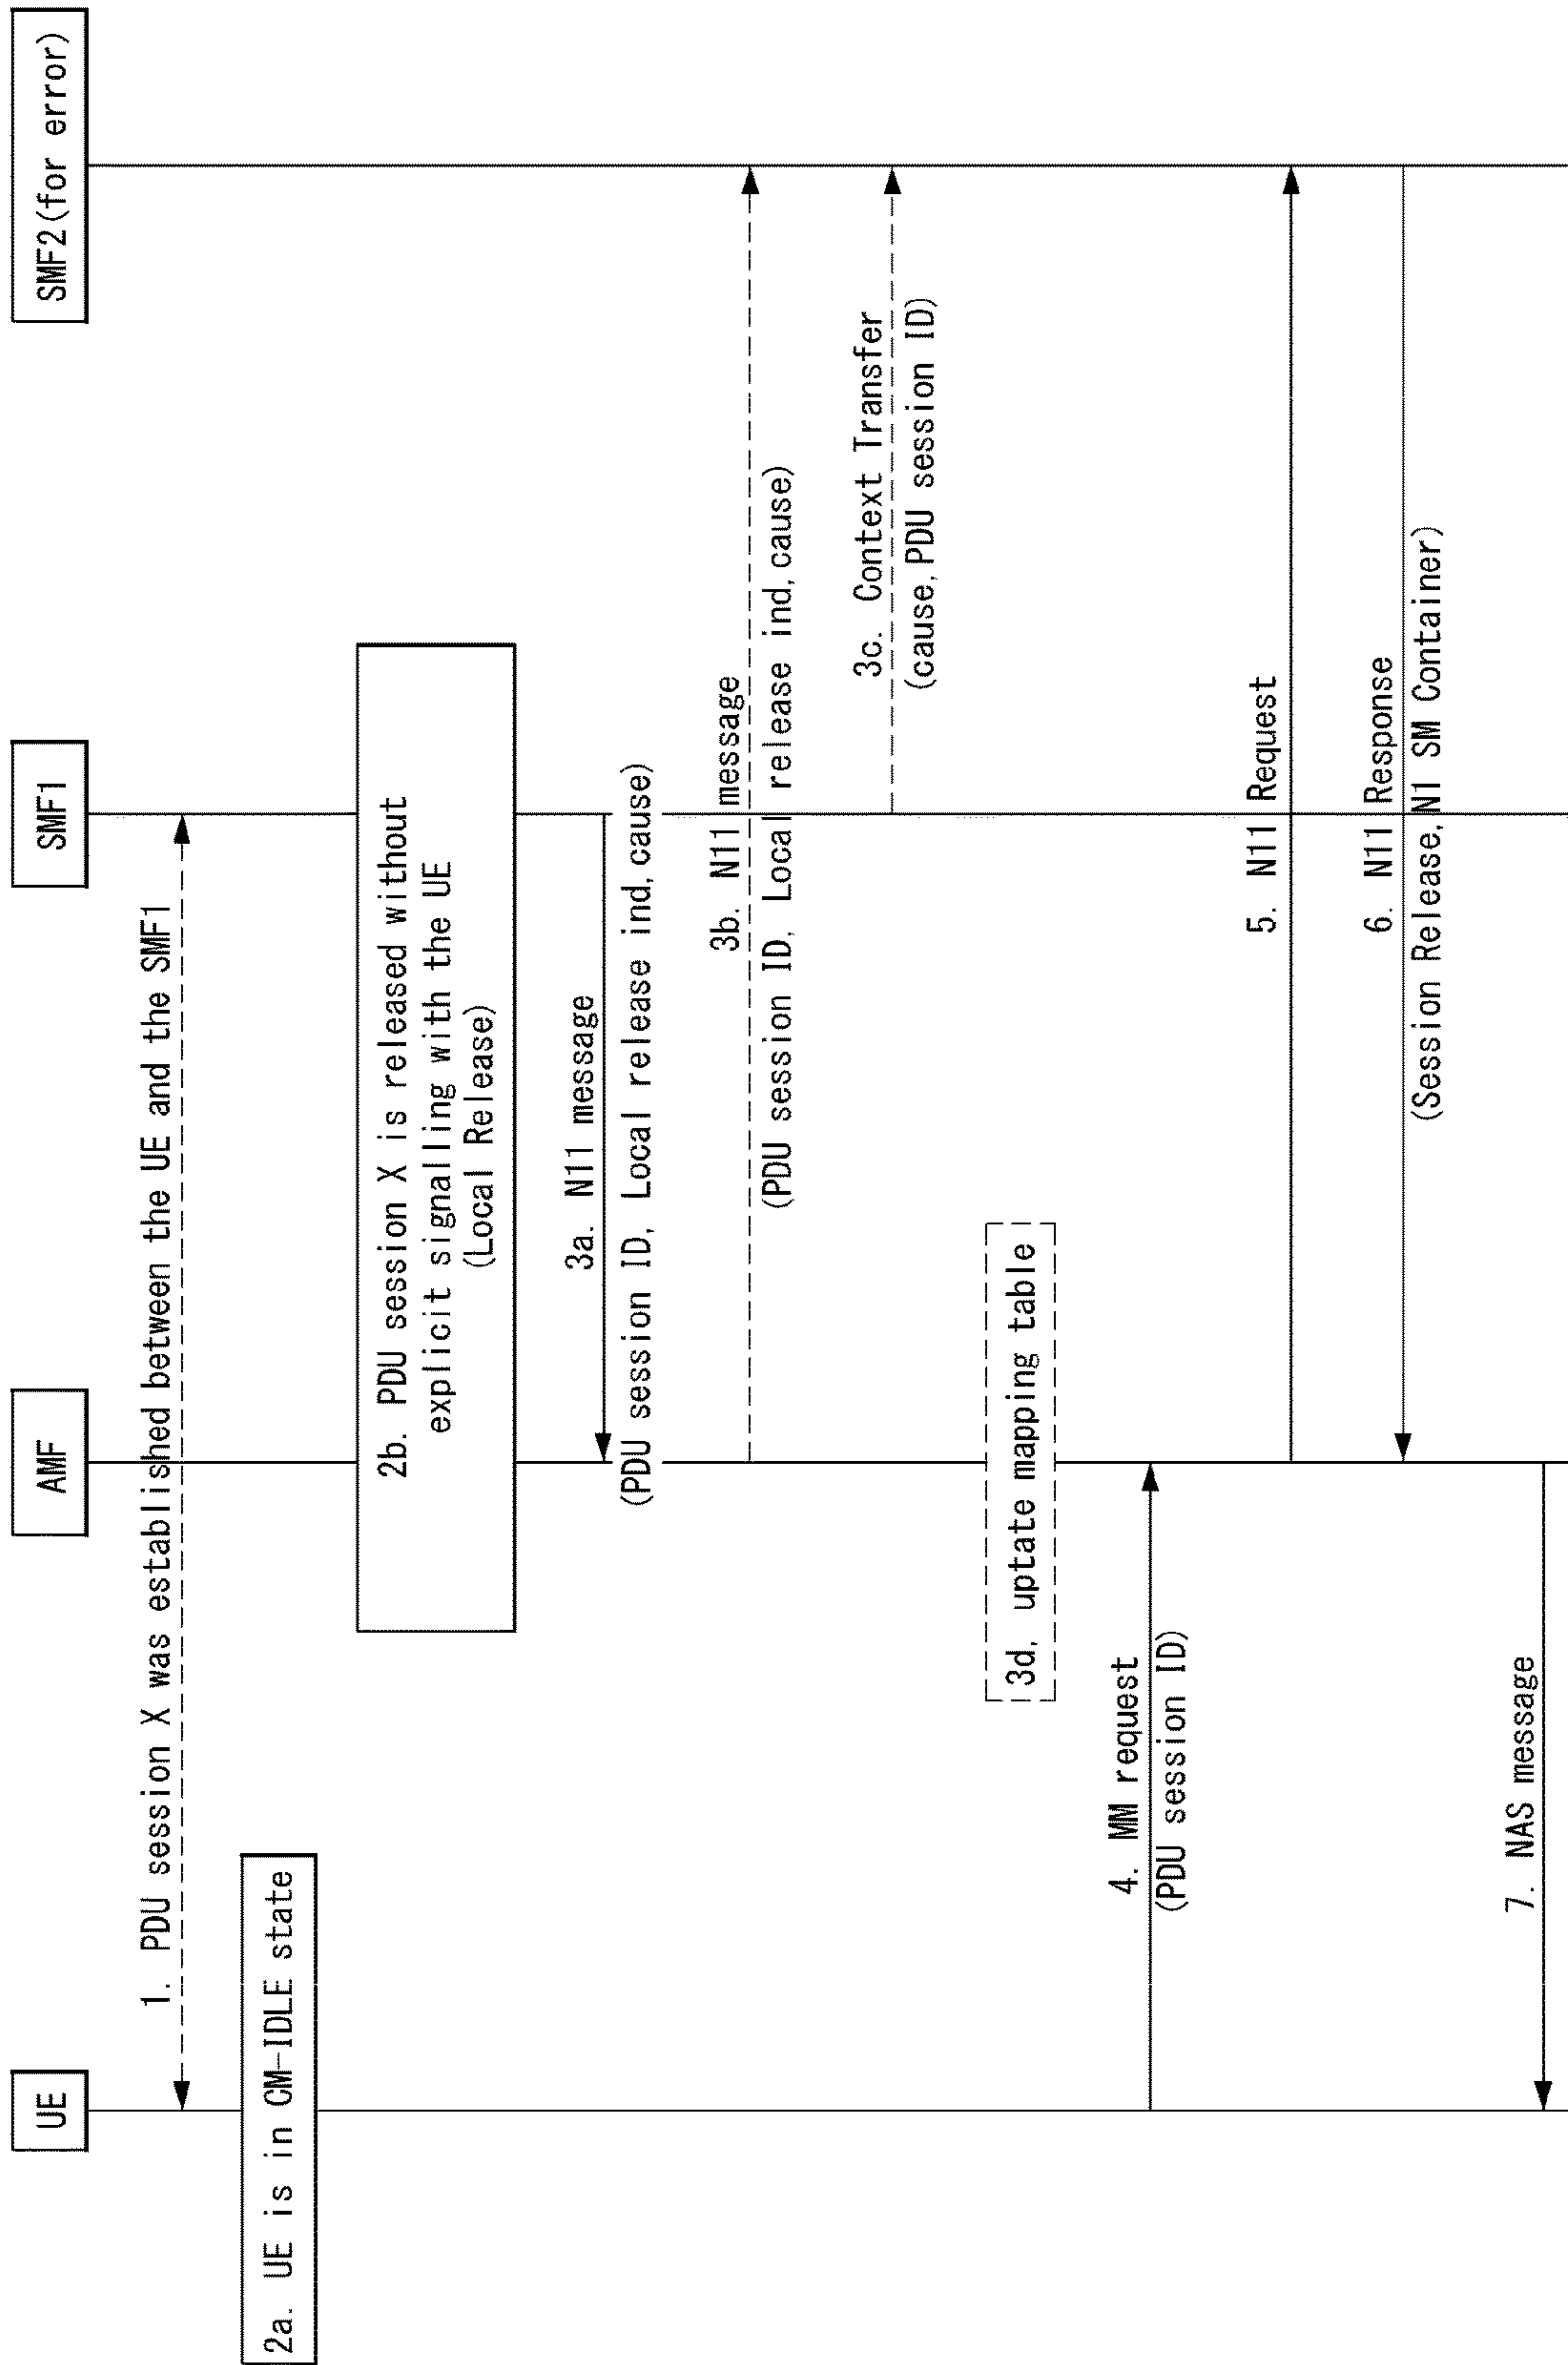 UE
AMF
SMF1
SMF2(for error)
1. PDU session X was established between the UE and the SMF1
2a. UE is in CM-IDLE state
2b. PDU session X is released without
explicit signalling with the UE
(Local Release)
3a. N11 message
(PDU session ID, Local release ind,cause)
3b. N11 message
(PDU session ID, Local release ind,cause)
3c. Context Transfer
(cause,PDU session ID)
3d. uptate mapping table
4. MM request
(PDU session ID)
5. N11 Request
6. N11 Response
(Session Release,N1 SM Container)
7. NAS message